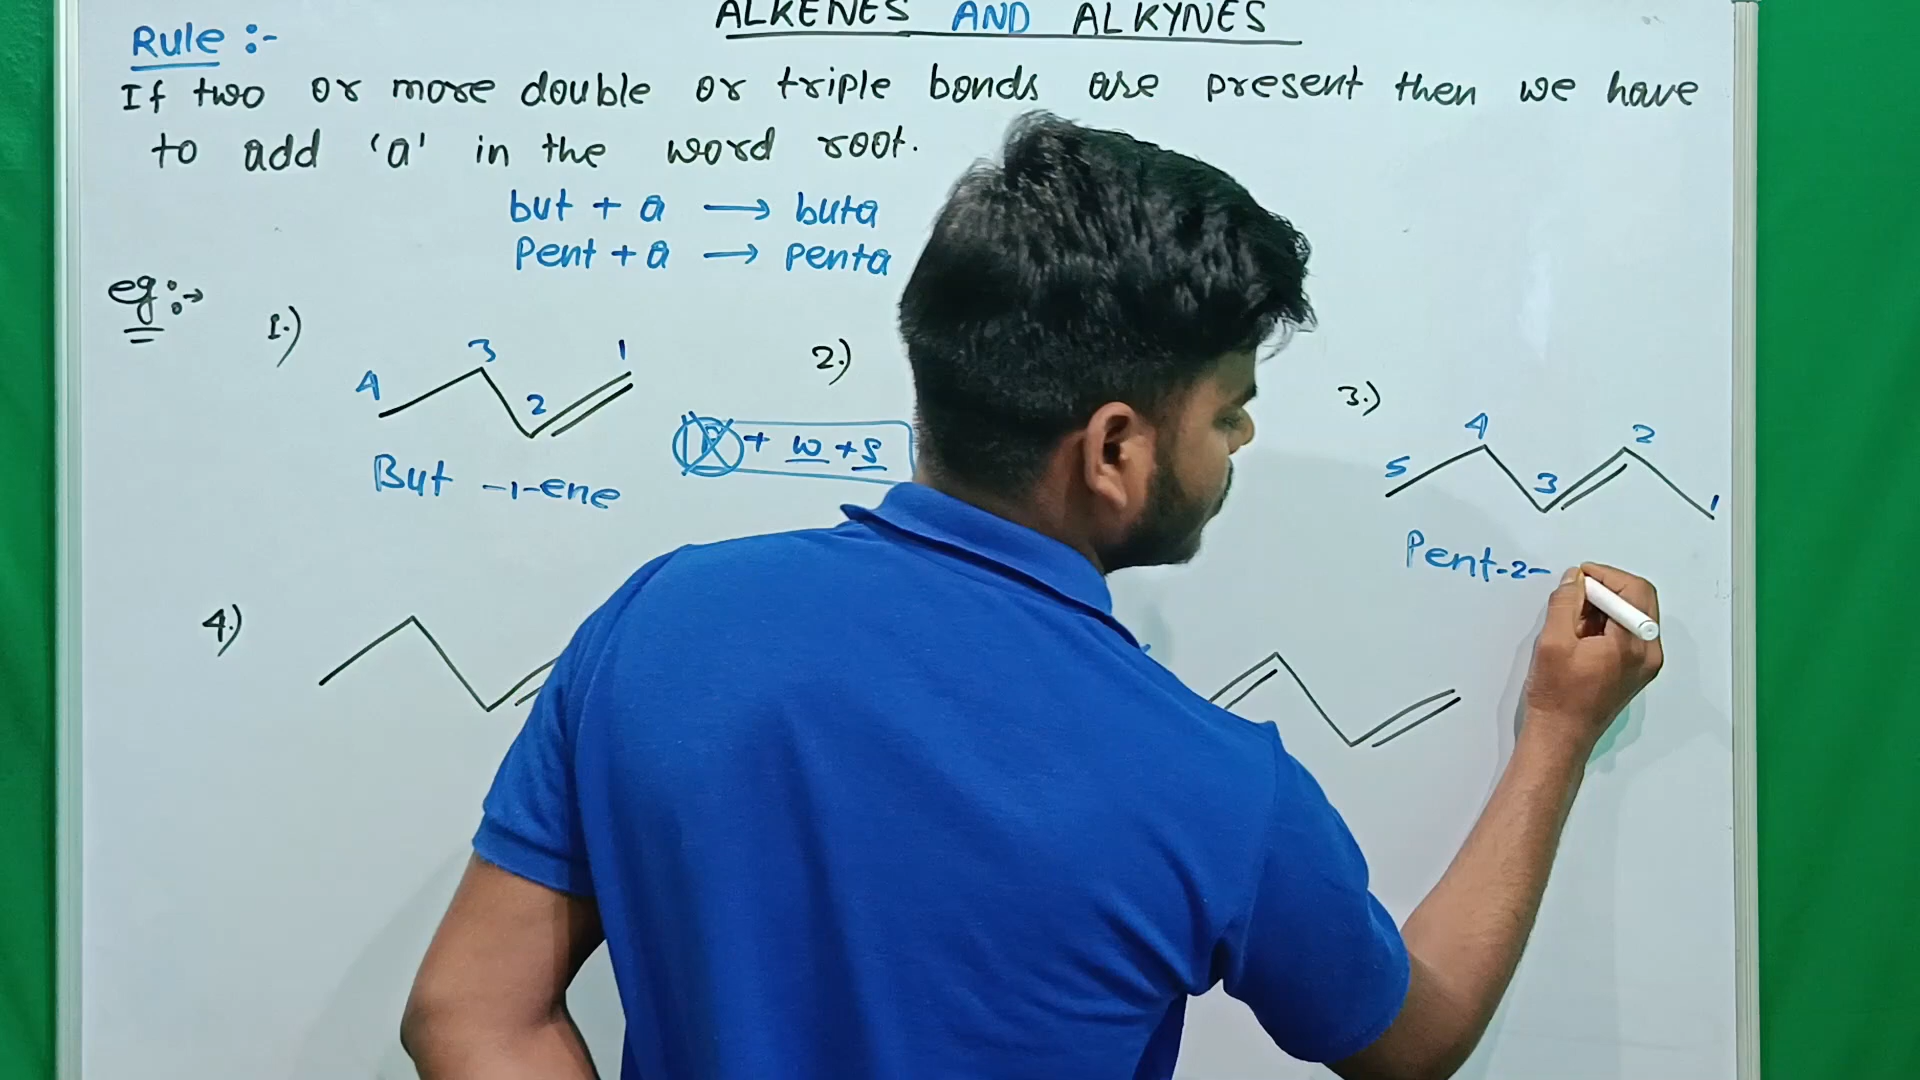 ALKENES AND ALKYNES
Rule :-
If two or more double or triple bonds are present then we have
to add 'a' in the word root.
but + a → buta
Pent + a → penta
eg :→
1.)
4 3 2 1
But -1-ene
2.)
+ w + s
3.)
5 4 3 2 1
Pent-2-
4.)